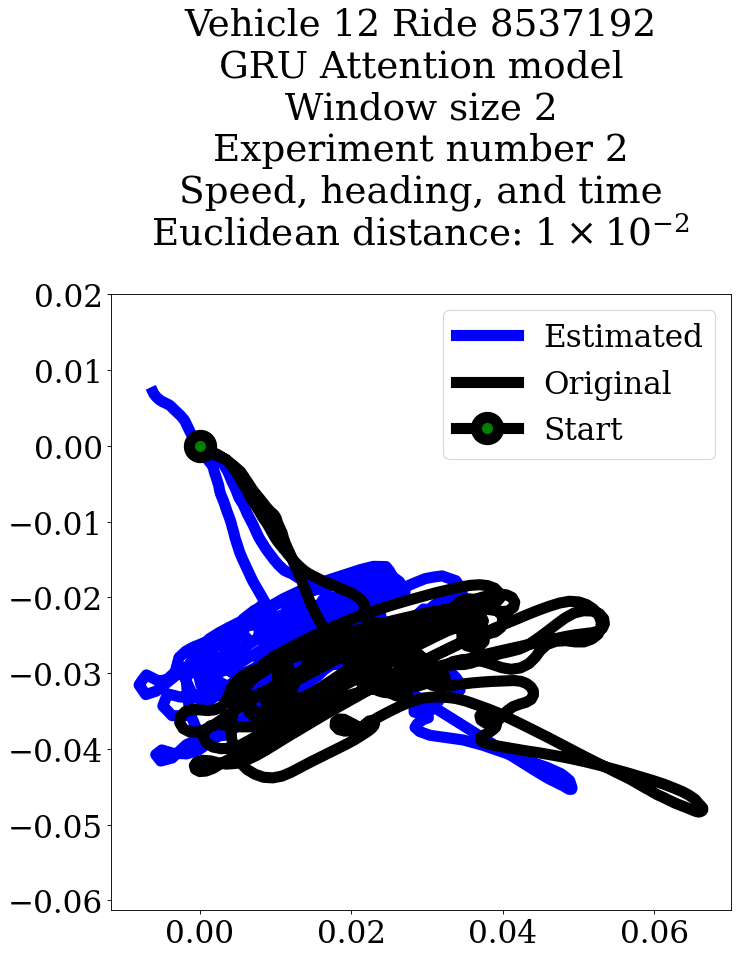 Vehicle 12 Ride 8537192
GRU Attention model
Window size 2
Experiment number 2
Speed, heading, and time
Euclidean distance: 1 × 10⁻²
0.02
0.01
0.00
−0.01
−0.02
−0.03
−0.04
−0.05
−0.06
Estimated
Original
Start
0.00 0.02 0.04 0.06